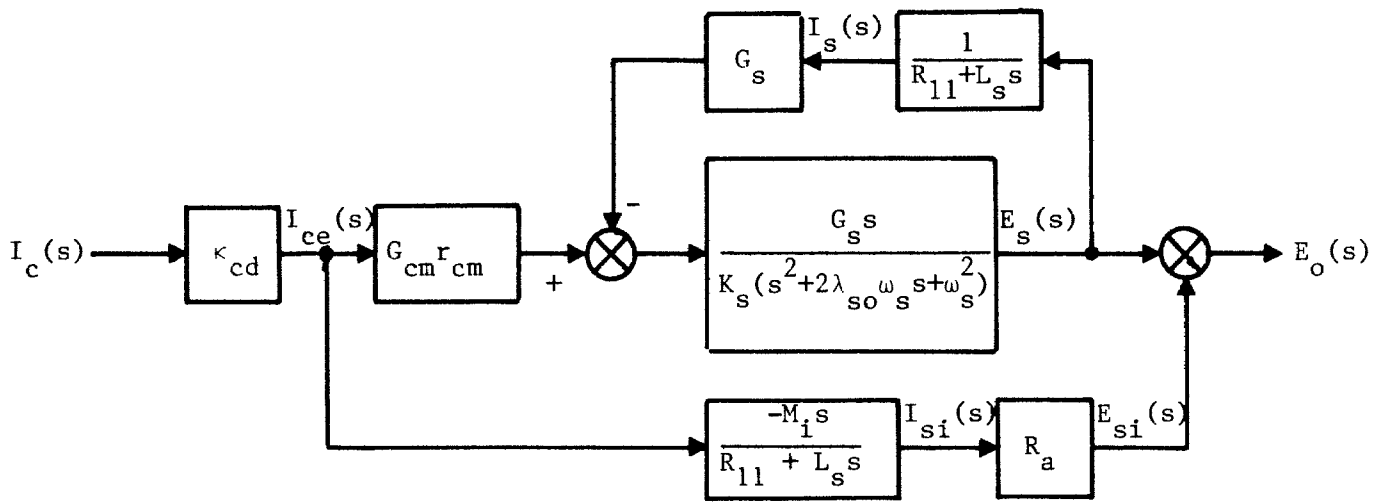 I_s(s)
G_s
1
R_11+L_s s
-
I_c(s)
κ_cd
I_ce(s)
G_cm r_cm
+
G_s s
K_s(s^2+2λ_so ω_s s+ω_s^2)
E_s(s)
E_o(s)
-M_i s
R_11 + L_s s
I_si(s)
R_a
E_si(s)